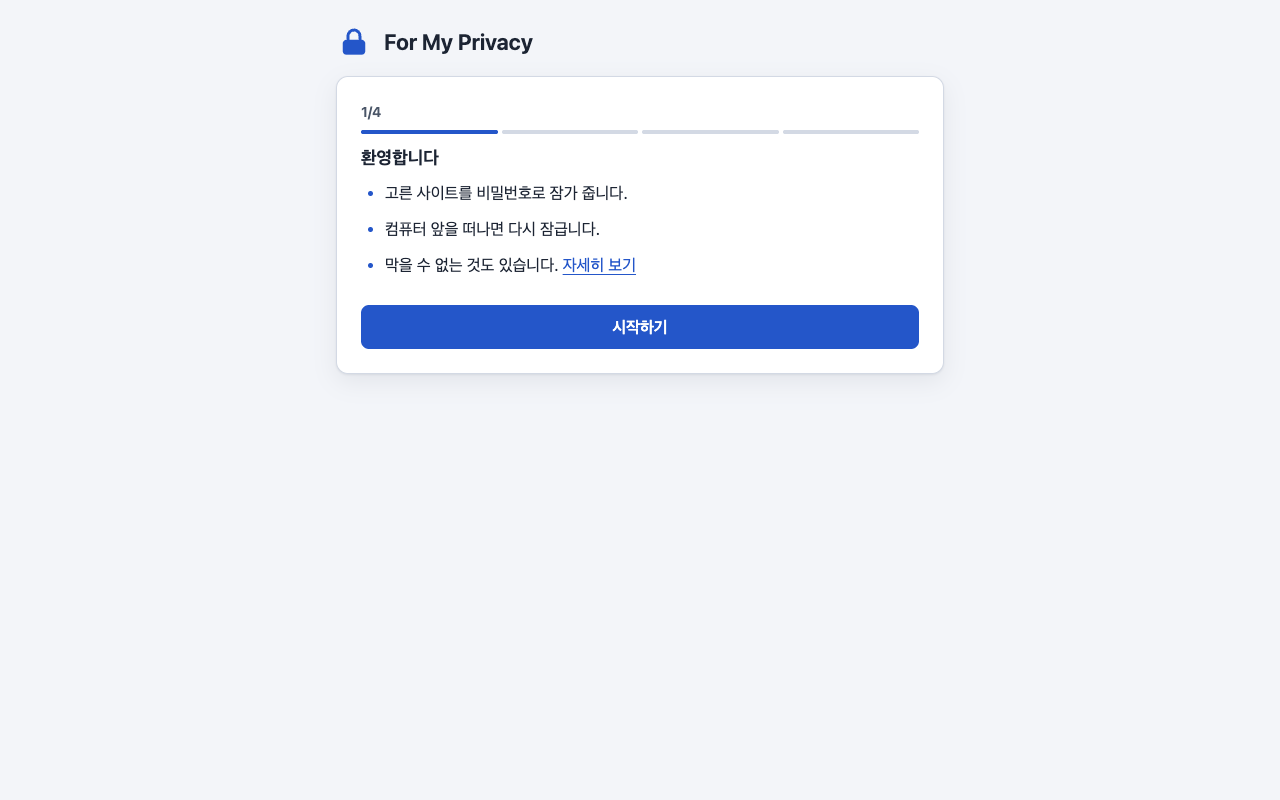 For My Privacy
1/4
환영합니다
고른 사이트를 비밀번호로 잠가 줍니다.
컴퓨터 앞을 떠나면 다시 잠급니다.
막을 수 없는 것도 있습니다. 자세히 보기
시작하기